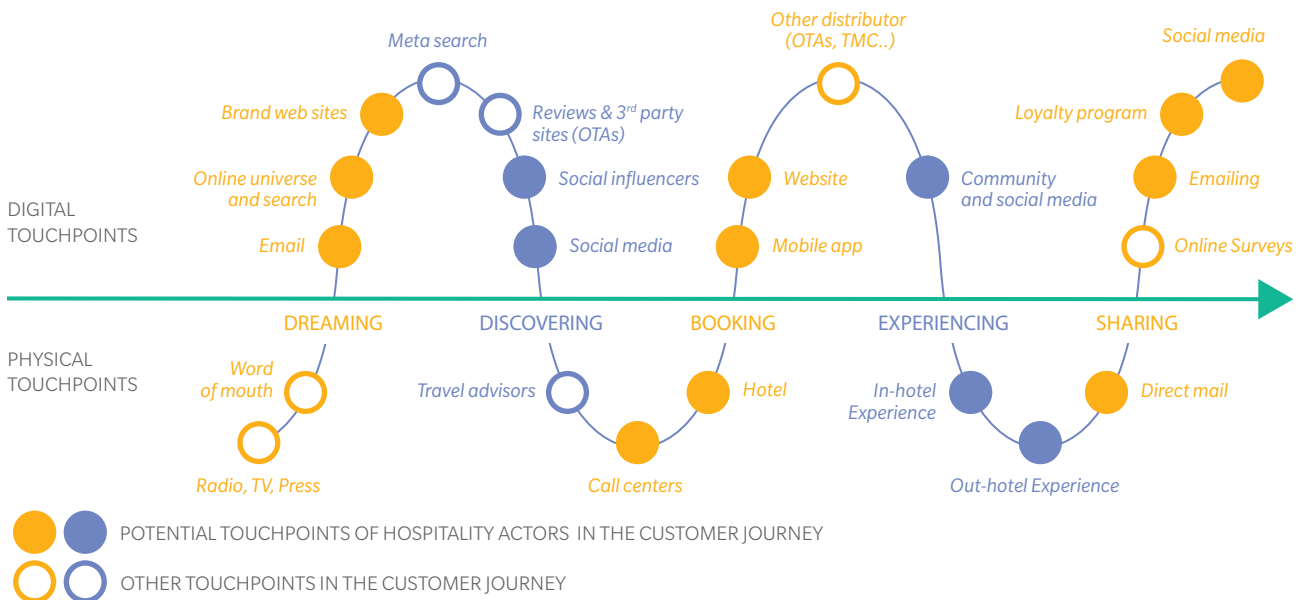 Other distributor
(OTAs, TMC..)
Social media
Meta search
Brand web sites
Reviews & 3rd party
sites (OTAs)
Loyalty program
Online universe
and search
Social influencers
Website
Community
and social media
Emailing
DIGITAL
TOUCHPOINTS
Email
Social media
Mobile app
Online Surveys
DREAMING
DISCOVERING
BOOKING
EXPERIENCING
SHARING
PHYSICAL
TOUCHPOINTS
Word
of mouth
Travel advisors
Hotel
In-hotel
Experience
Direct mail
Radio, TV, Press
Call centers
Out-hotel Experience
POTENTIAL TOUCHPOINTS OF HOSPITALITY ACTORS IN THE CUSTOMER JOURNEY
OTHER TOUCHPOINTS IN THE CUSTOMER JOURNEY